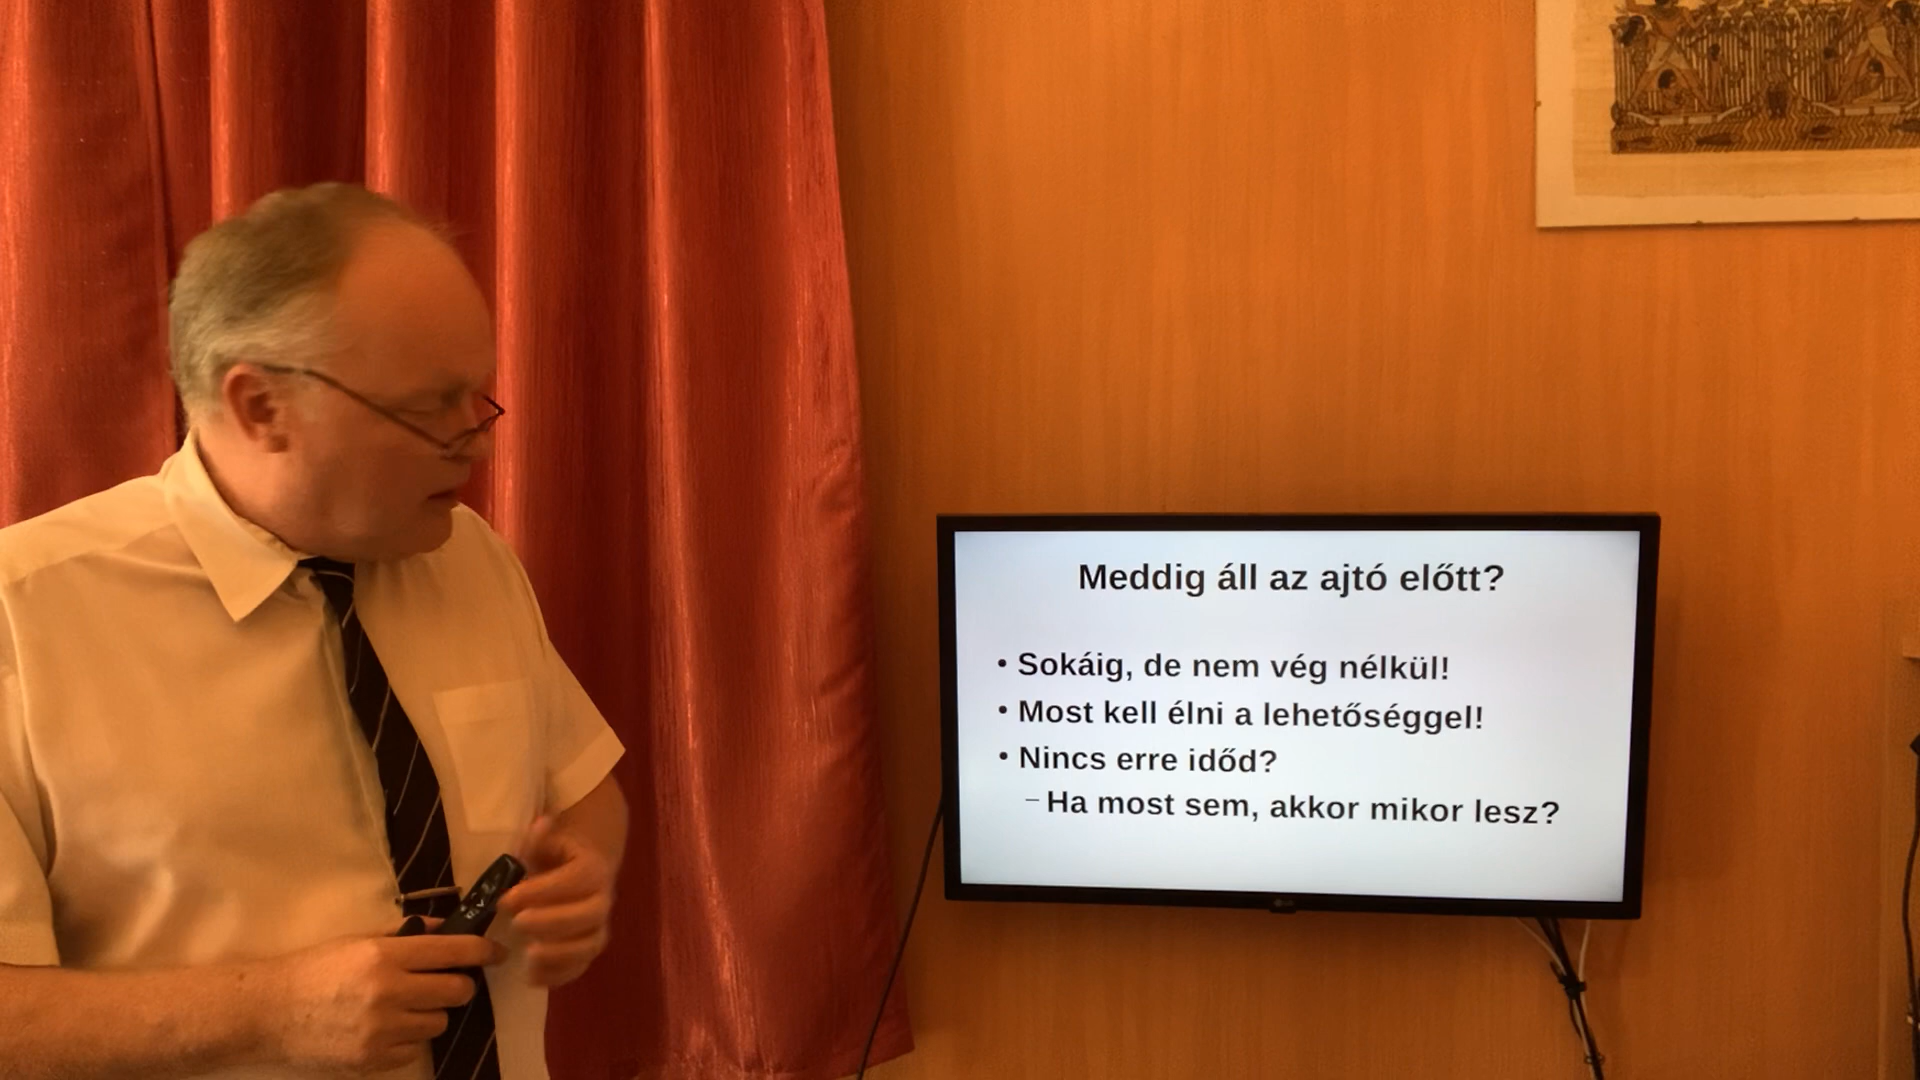 Meddig áll az ajtó előtt?
• Sokáig, de nem vég nélkül!
• Most kell élni a lehetőséggel!
• Nincs erre időd?
– Ha most sem, akkor mikor lesz?
LG